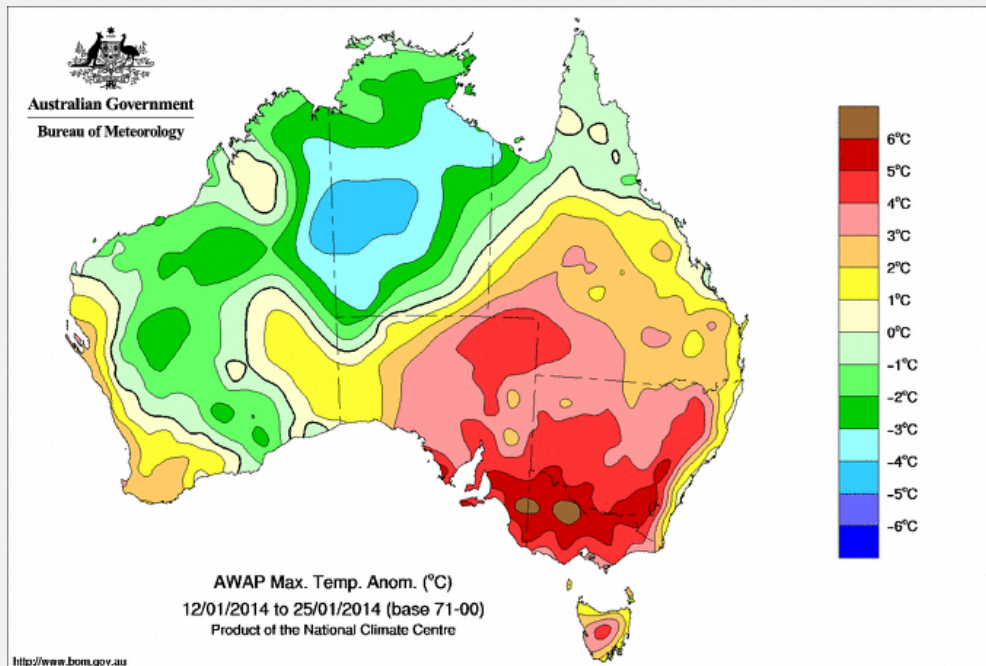 Australian Government
Bureau of Meteorology
6°C
5°C
4°C
3°C
2°C
1°C
0°C
-1°C
-2°C
-3°C
-4°C
-5°C
-6°C
AWAP Max. Temp. Anom. (°C)
12/01/2014 to 25/01/2014 (base 71-00)
Product of the National Climate Centre
http://www.bom.gov.au